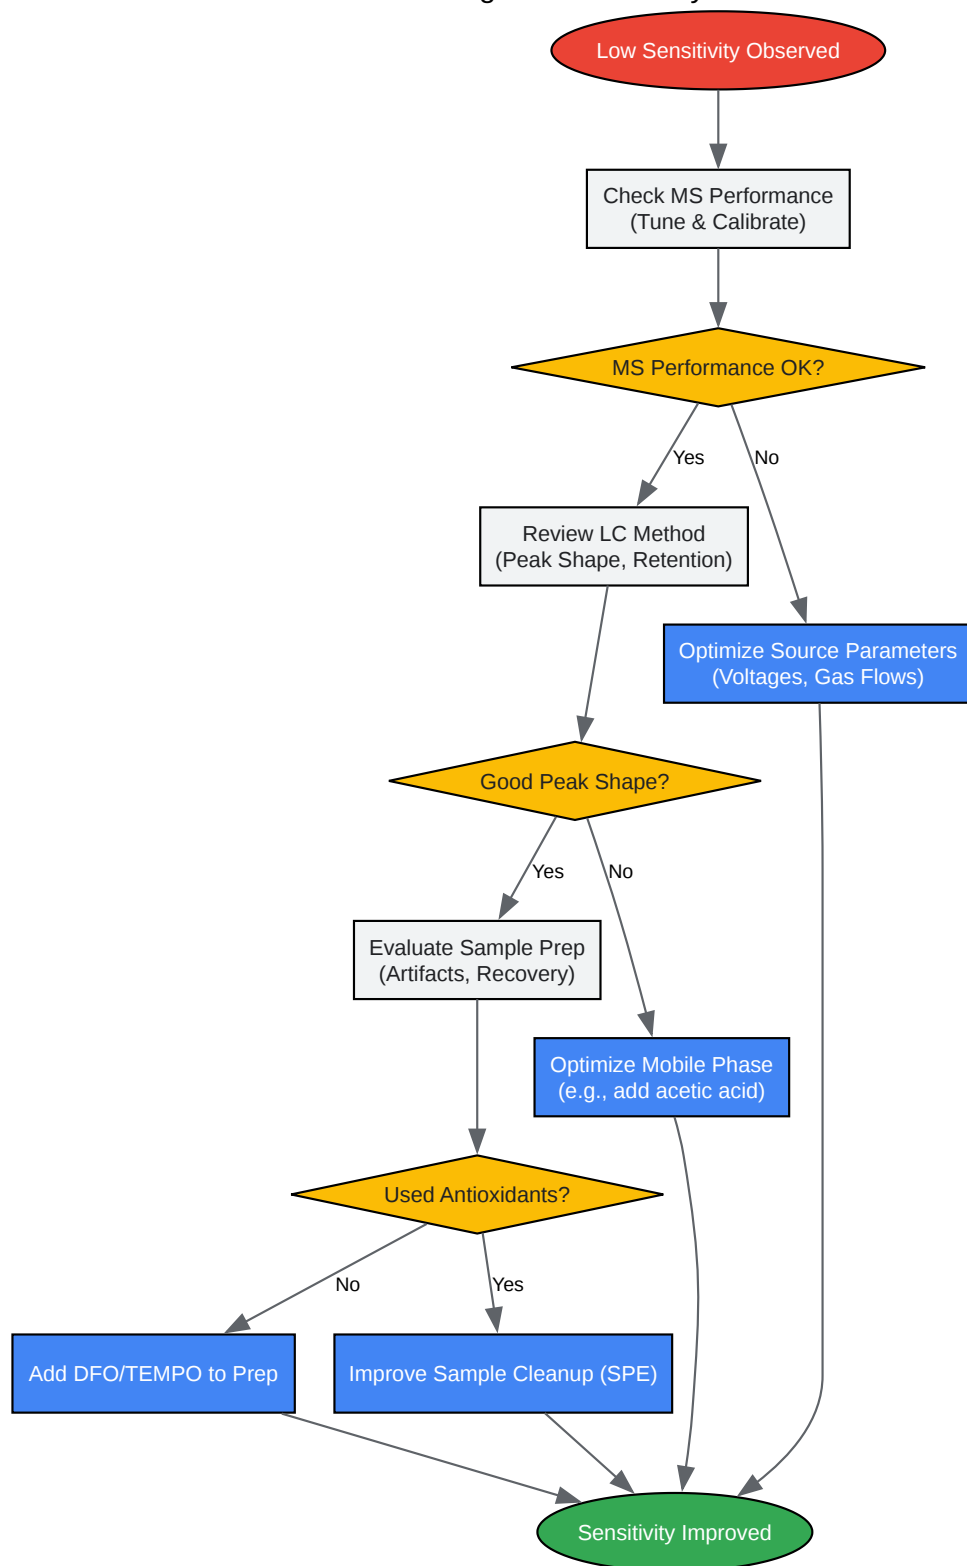 Low Sensitivity Observed
Check MS Performance
(Tune & Calibrate)
MS Performance OK?
Yes
No
Review LC Method
(Peak Shape, Retention)
Optimize Source Parameters
(Voltages, Gas Flows)
Good Peak Shape?
Yes
No
Evaluate Sample Prep
(Artifacts, Recovery)
Optimize Mobile Phase
(e.g., add acetic acid)
Used Antioxidants?
No
Yes
Add DFO/TEMPO to Prep
Improve Sample Cleanup (SPE)
Sensitivity Improved